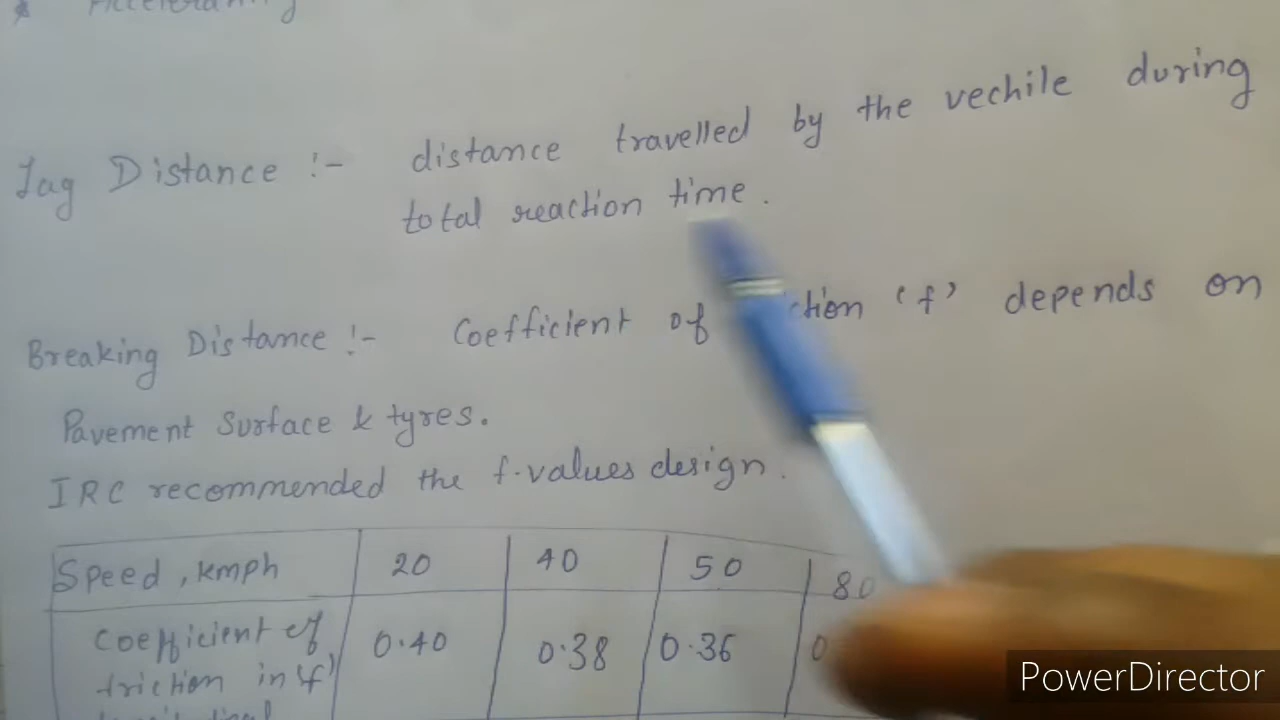 Lag Distance :- distance travelled by the vechile during
total reaction time.
Breaking Distance :- Coefficient of 'f' depends on
Pavement Surface & tyres.
IRC recommended the f-values design.
Speed, kmph 20 40 50 80
Coefficient of 0.40 0.38 0.36
friction in 'f'
PowerDirector